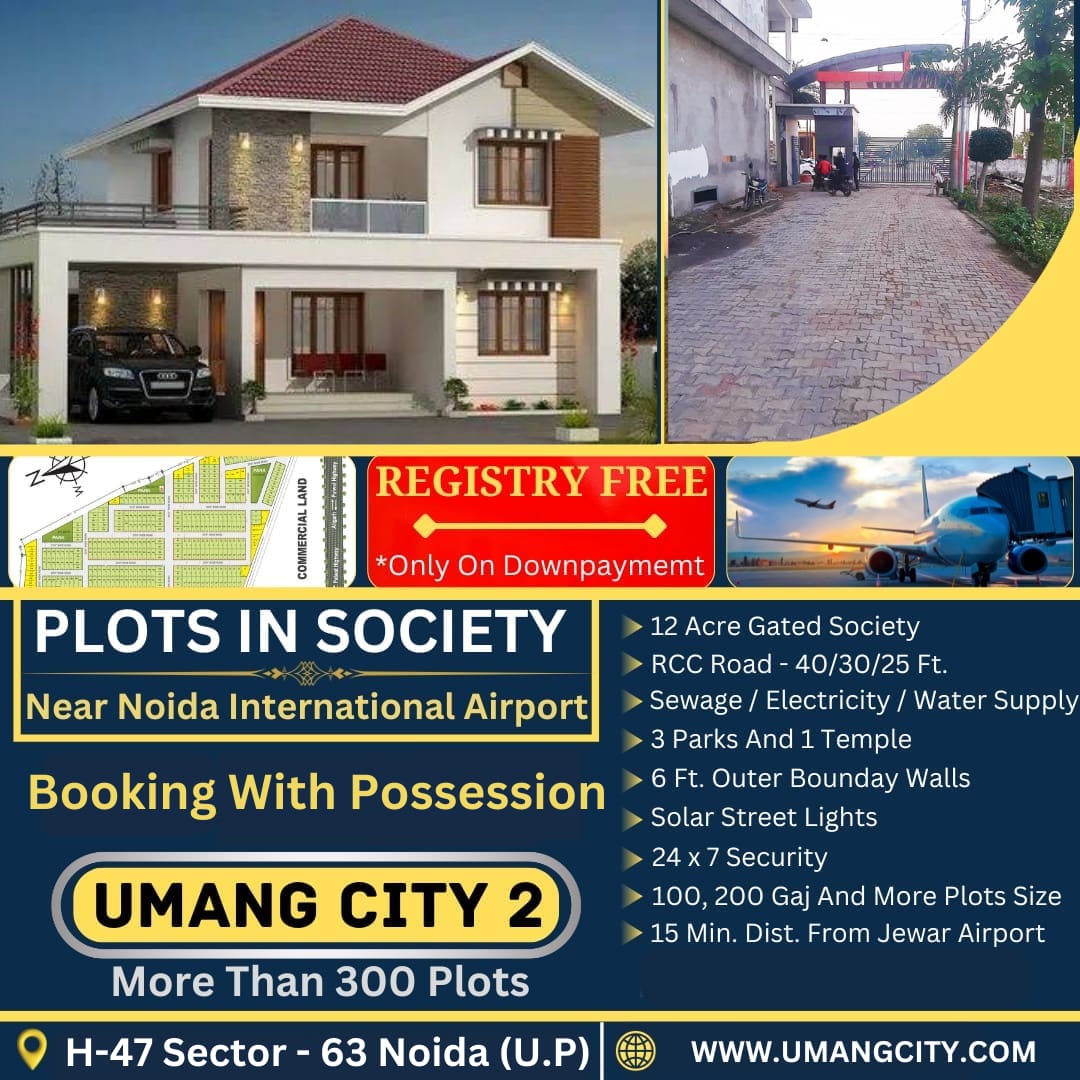 N
COMMERCIAL LAND
PARK
PARK
PARK
REGISTRY FREE
*Only On Downpaymemt
PLOTS IN SOCIETY
Near Noida International Airport
Booking With Possession
UMANG CITY 2
More Than 300 Plots
12 Acre Gated Society
RCC Road - 40/30/25 Ft.
Sewage / Electricity / Water Supply
3 Parks And 1 Temple
6 Ft. Outer Bounday Walls
Solar Street Lights
24 x 7 Security
100, 200 Gaj And More Plots Size
15 Min. Dist. From Jewar Airport
H-47 Sector - 63 Noida (U.P)
WWW.UMANGCITY.COM